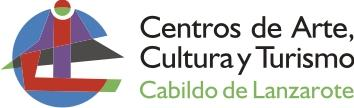 Centros de Arte,
Cultura y Turismo
Cabildo de Lanzarote